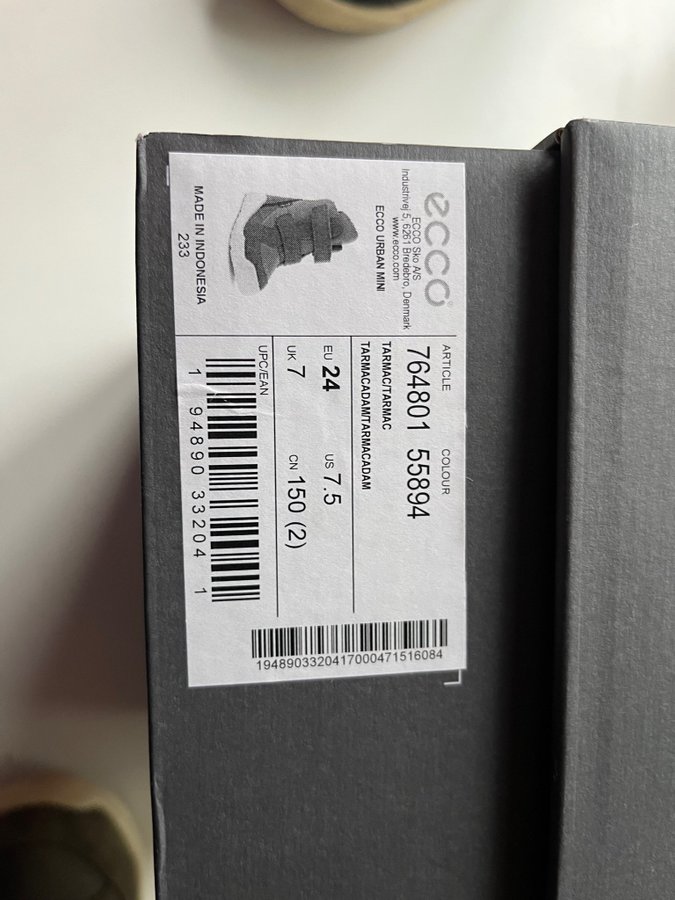 ecco®
ECCO Sko A/S
Industrivej 5, 6261 Bredebro, Denmark
www.ecco.com
ECCO URBAN MINI
MADE IN INDONESIA
233
ARTICLE COLOUR
764801 55894
TARMAC/TARMAC
TARMACADAM/TARMACADAM
EU 24 US 7.5
UK 7 CN 150 (2)
UPC/EAN
1 94890 33204 1
1948903320417000471516084